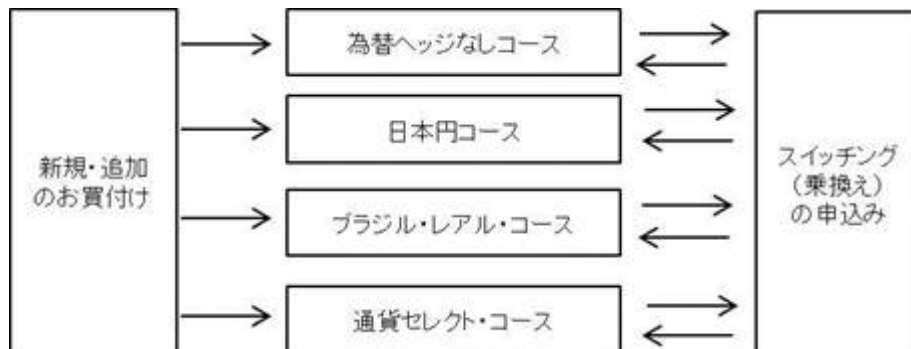 新規・追加
のお買付け
為替ヘッジなしコース
日本円コース
ブラジル・レアル・コース
通貨セレクト・コース
スイッチング
(乗換え)
の申込み